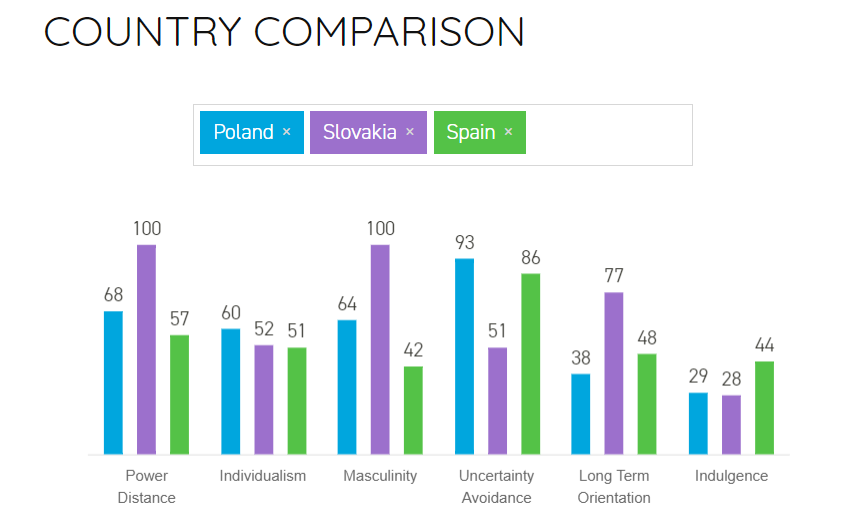 COUNTRY COMPARISON
Poland × Slovakia × Spain ×
100 100
93
86
77
68
64
60
57
52 51
51
48
42
44
38
29 28
Power Distance
Individualism
Masculinity
Uncertainty Avoidance
Long Term Orientation
Indulgence